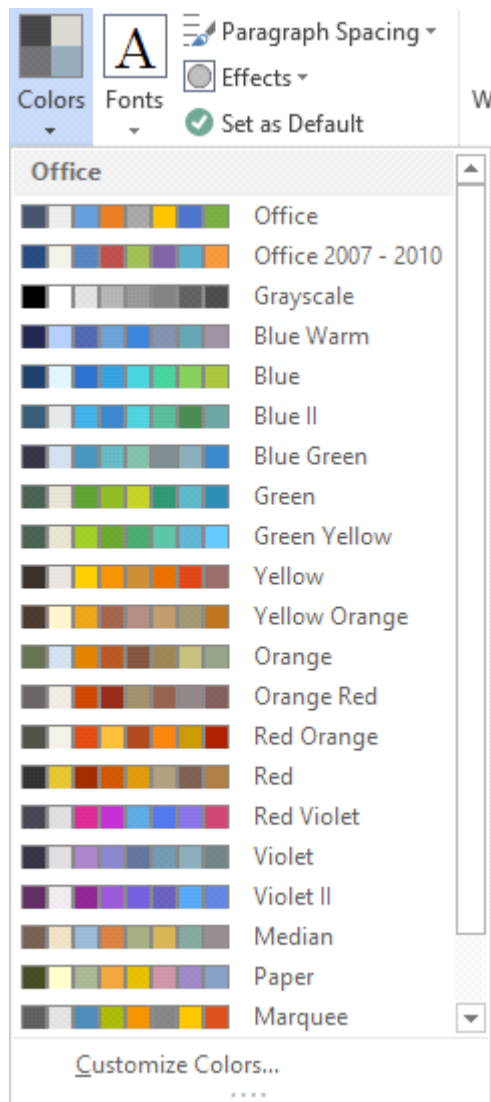 Paragraph Spacing
A
Effects
Colors
Fonts
Set as Default
W
Office
Office
Office 2007 - 2010
Grayscale
Blue Warm
Blue
Blue II
Blue Green
Green
Green Yellow
Yellow
Yellow Orange
Orange
Orange Red
Red Orange
Red
Red Violet
Violet
Violet II
Median
Paper
Marquee
Customize Colors...